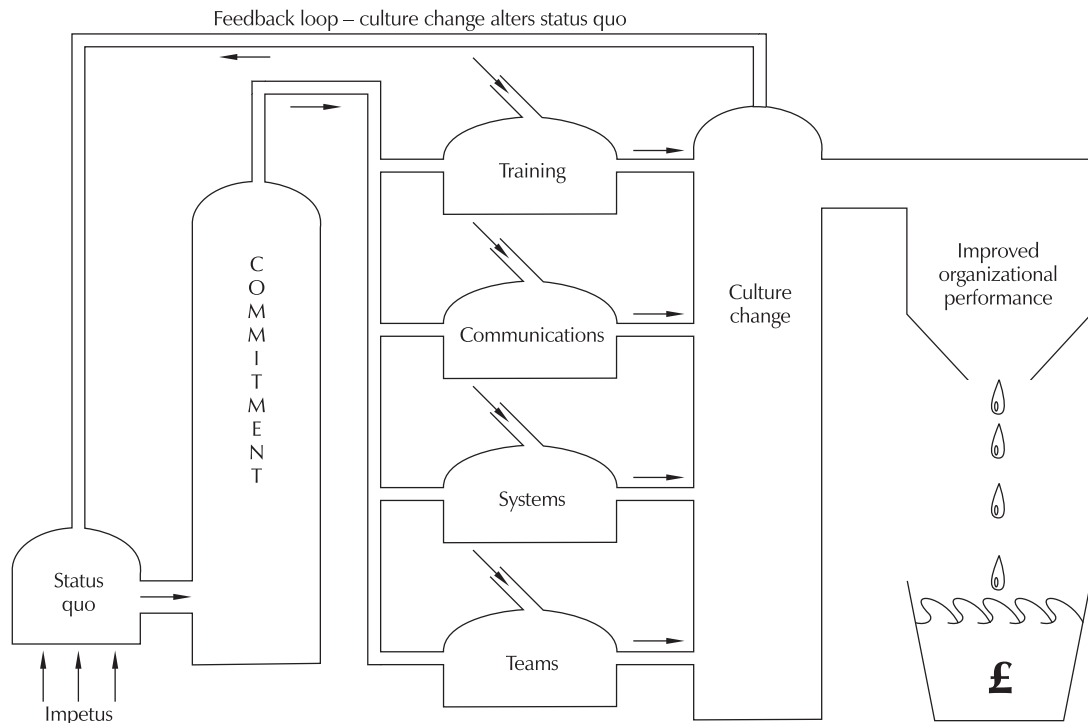 Feedback loop – culture change alters status quo
COMMITMENT
Training
Communications
Systems
Teams
Culture
change
Improved
organizational
performance
Status
quo
Impetus
£